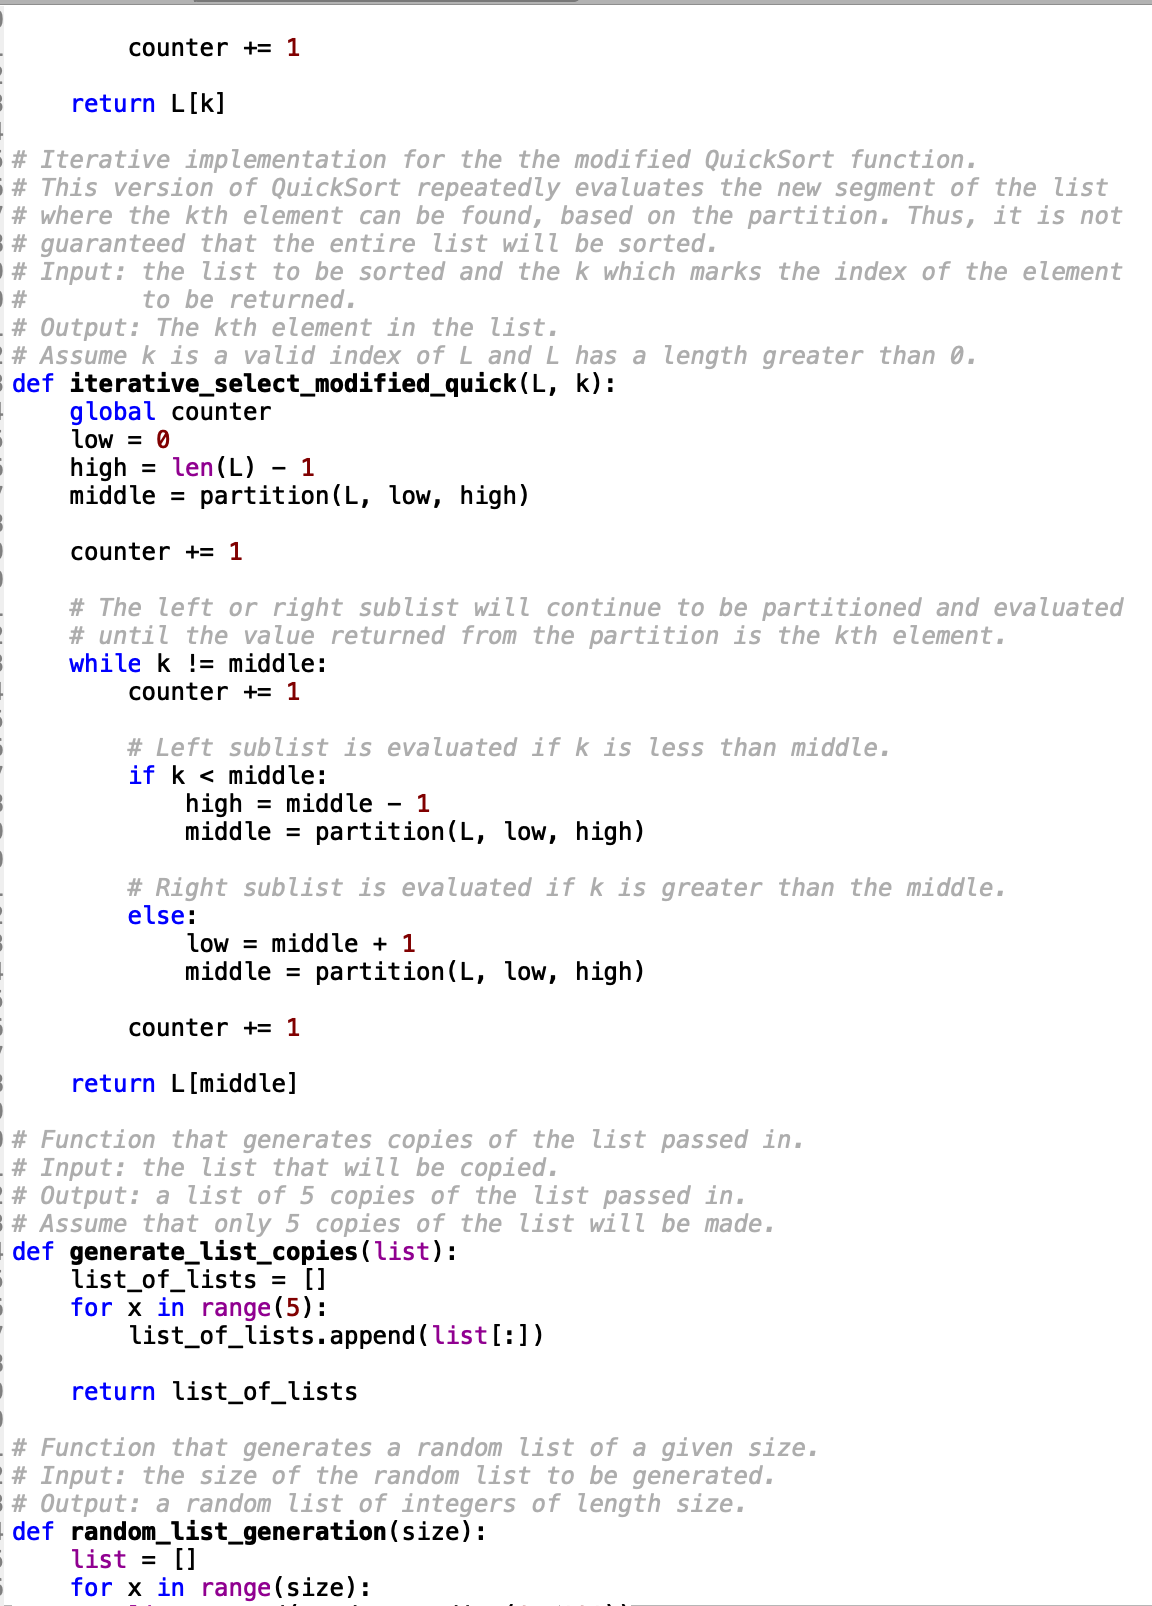 counter += 1
return L[k]
# Iterative implementation for the the modified QuickSort function.
# This version of QuickSort repeatedly evaluates the new segment of the list
# where the kth element can be found, based on the partition. Thus, it is not
# guaranteed that the entire list will be sorted.
# Input: the list to be sorted and the k which marks the index of the element
#        to be returned.
# Output: The kth element in the list.
# Assume k is a valid index of L and L has a length greater than 0.
def iterative_select_modified_quick(L, k):
    global counter
    low = 0
    high = len(L) - 1
    middle = partition(L, low, high)
    counter += 1
    # The left or right sublist will continue to be partitioned and evaluated
    # until the value returned from the partition is the kth element.
    while k != middle:
        counter += 1
        # Left sublist is evaluated if k is less than middle.
        if k < middle:
            high = middle - 1
            middle = partition(L, low, high)
        # Right sublist is evaluated if k is greater than the middle.
        else:
            low = middle + 1
            middle = partition(L, low, high)
        counter += 1
    return L[middle]
# Function that generates copies of the list passed in.
# Input: the list that will be copied.
# Output: a list of 5 copies of the list passed in.
# Assume that only 5 copies of the list will be made.
def generate_list_copies(list):
    list_of_lists = []
    for x in range(5):
        list_of_lists.append(list[:])
    return list_of_lists
# Function that generates a random list of a given size.
# Input: the size of the random list to be generated.
# Output: a random list of integers of length size.
def random_list_generation(size):
    list = []
    for x in range(size):